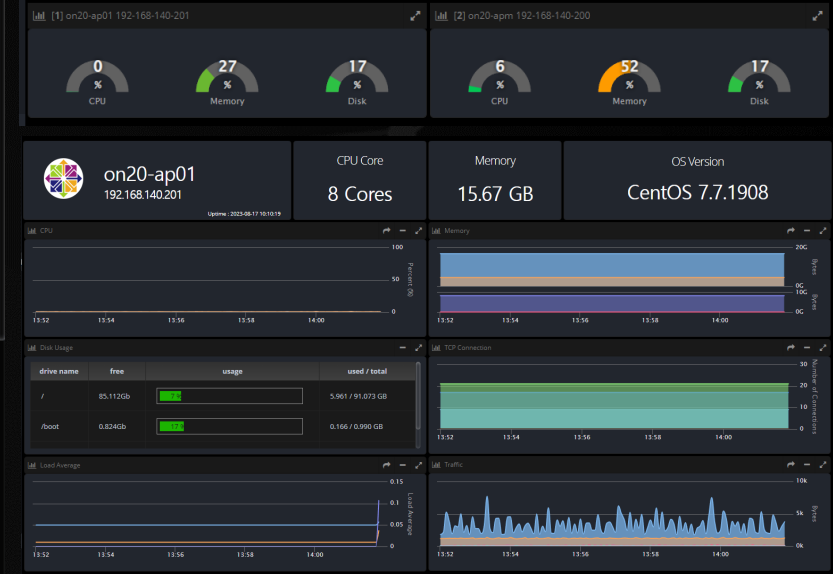 [1] on20-ap01 192-168-140-201
[2] on20-apm 192-168-140-200
0 27 17
% % %
CPU Memory Disk
6 52 17
% % %
CPU Memory Disk
on20-ap01
192.168.140.201
Uptime : 2023-08-17 10:10:19
CPU Core
8 Cores
Memory
15.67 GB
OS Version
CentOS 7.7.1908
CPU
100
50
0
Percent (%)
13:52 13:54 13:56 13:58 14:00
Memory
20G
0G
Bytes
10G
0G
Bytes
13:52 13:54 13:56 13:58 14:00
Disk Usage
drive name free usage used / total
/ 85.112Gb 7 % 5.961 / 91.073 GB
/boot 0.824Gb 17 % 0.166 / 0.990 GB
TCP Connection
30
20
10
0
Number of Connections
13:52 13:54 13:56 13:58 14:00
Load Average
0.15
0.1
0.05
0
Load Average
13:52 13:54 13:56 13:58 14:00
Traffic
10k
5k
0k
Bytes
13:52 13:54 13:56 13:58 14:00